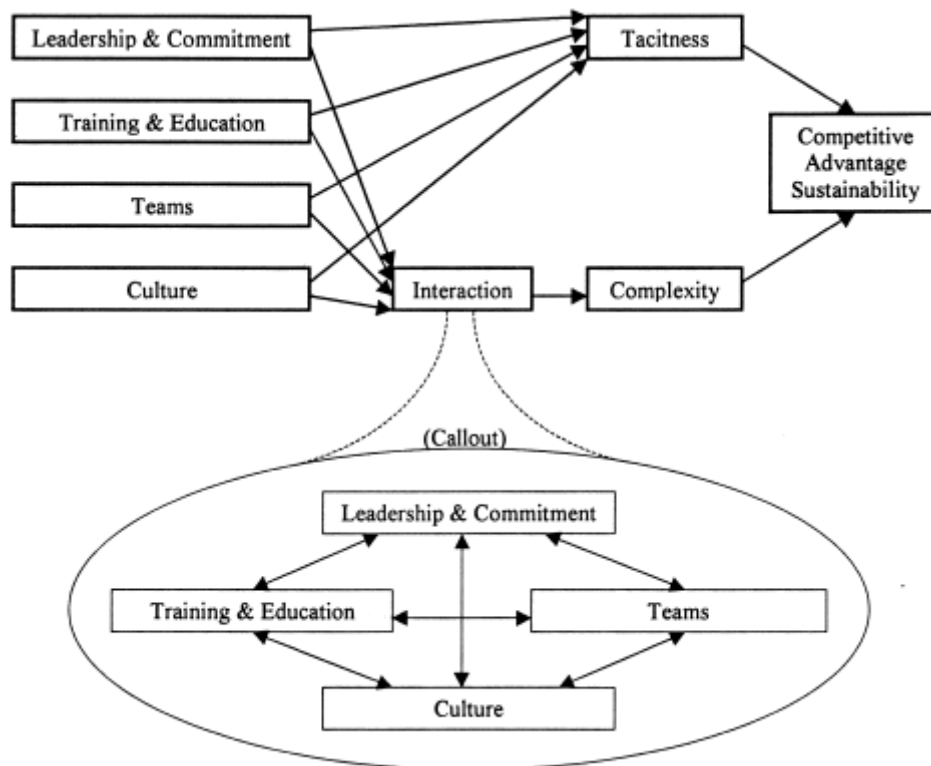 Leadership & Commitment
Tacitness
Training & Education
Competitive
Advantage
Sustainability
Teams
Culture
Interaction
Complexity
(Callout)
Leadership & Commitment
Training & Education
Teams
Culture